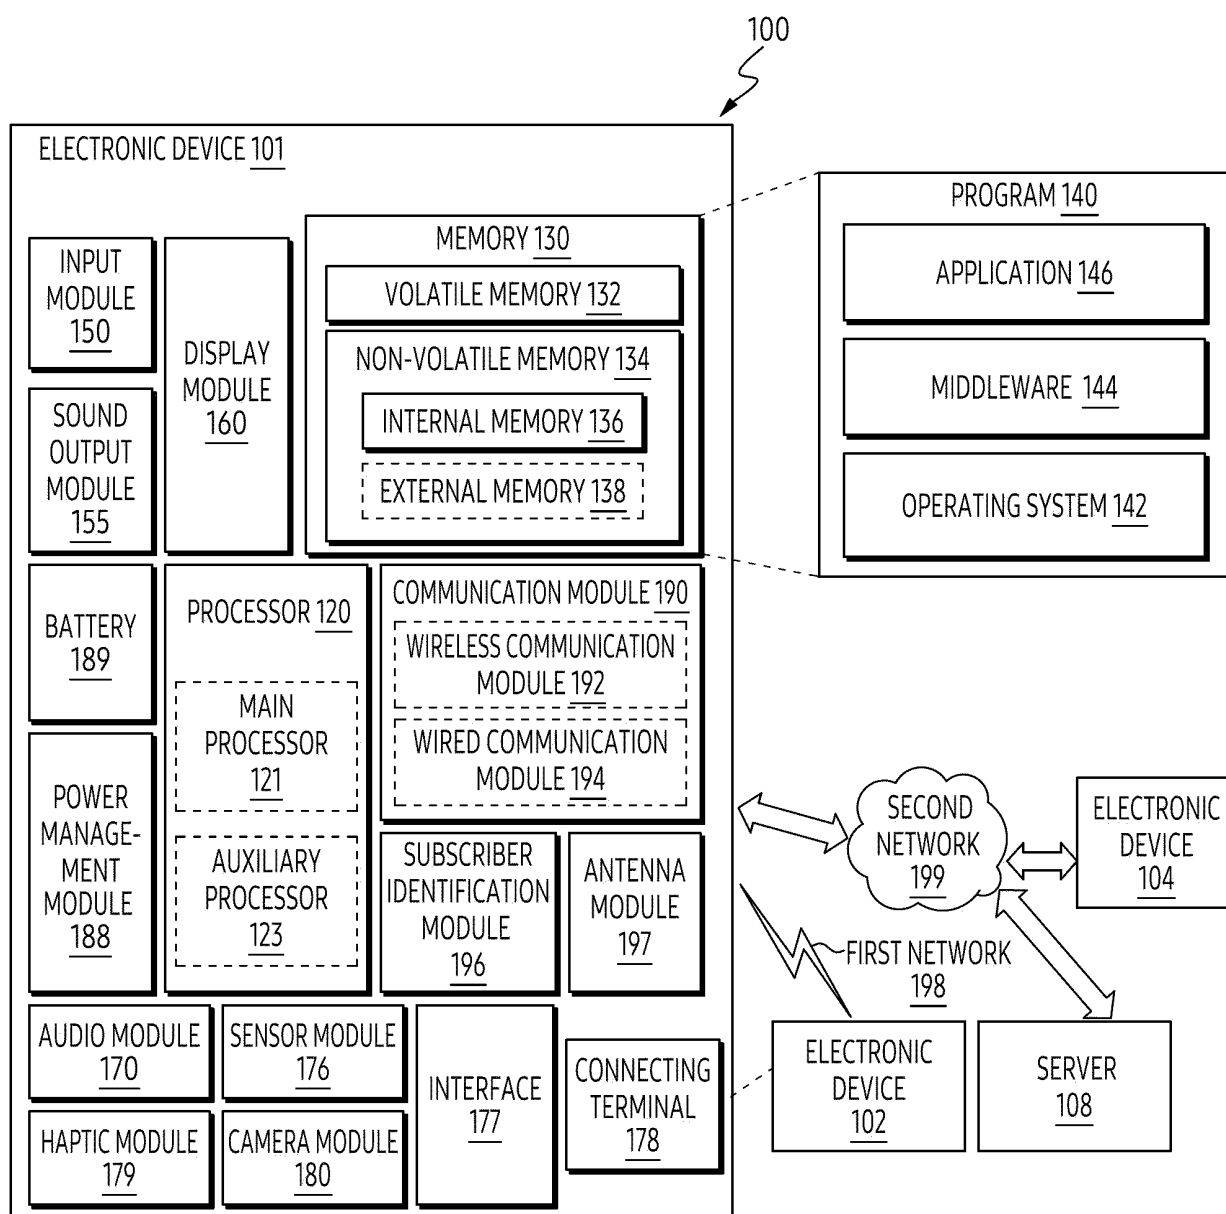 100
ELECTRONIC DEVICE 101
INPUT
MODULE
150
SOUND
OUTPUT
MODULE
155
DISPLAY
MODULE
160
MEMORY 130
VOLATILE MEMORY 132
NON-VOLATILE MEMORY 134
INTERNAL MEMORY 136
EXTERNAL MEMORY 138
PROGRAM 140
APPLICATION 146
MIDDLEWARE 144
OPERATING SYSTEM 142
BATTERY
189
POWER
MANAGE-
MENT MODULE
188
PROCESSOR 120
MAIN
PROCESSOR
121
AUXILIARY
PROCESSOR
123
COMMUNICATION MODULE 190
WIRELESS COMMUNICATION
MODULE 192
WIRED COMMUNICATION
MODULE 194
SUBSCRIBER
IDENTIFICATION
MODULE
196
ANTENNA
MODULE
197
SECOND
NETWORK
199
ELECTRONIC
DEVICE
104
FIRST NETWORK
198
AUDIO MODULE
170
SENSOR MODULE
176
HAPTIC MODULE
179
CAMERA MODULE
180
INTERFACE
177
CONNECTING
TERMINAL
178
ELECTRONIC
DEVICE
102
SERVER
108